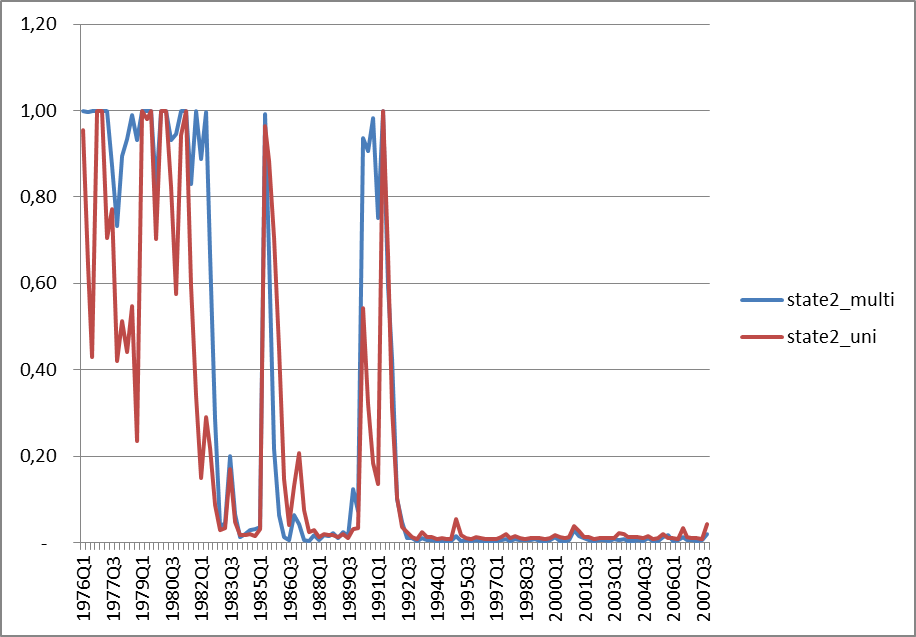 1,20
1,00
0,80
0,60
0,40
0,20
-
1976Q1
1977Q3
1979Q1
1980Q3
1982Q1
1983Q3
1985Q1
1986Q3
1988Q1
1989Q3
1991Q1
1992Q3
1994Q1
1995Q3
1997Q1
1998Q3
2000Q1
2001Q3
2003Q1
2004Q3
2006Q1
2007Q3
state2_multi
state2_uni